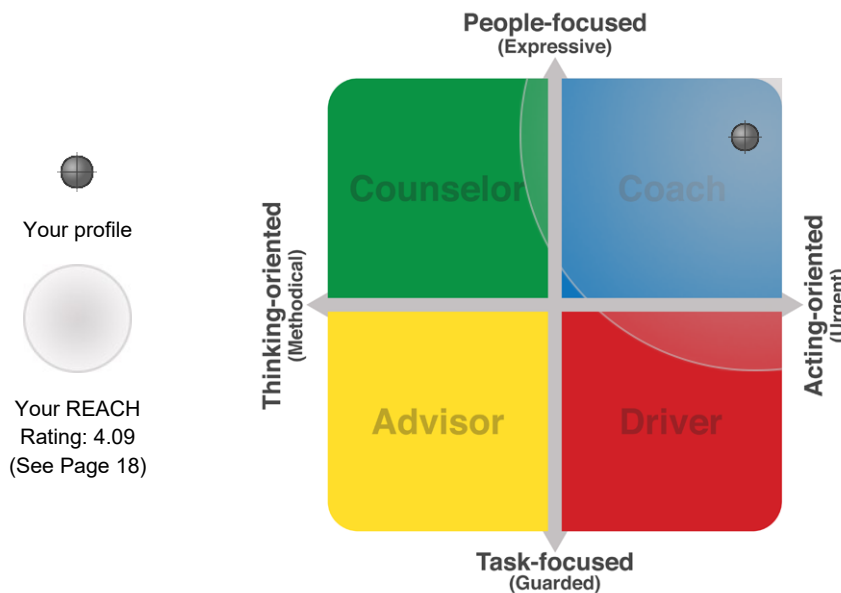 People-focused
(Expressive)
Your profile
Your REACH
Rating: 4.09
(See Page 18)
Thinking-oriented
(Methodical)
Counselor
Coach
Advisor
Driver
Acting-oriented
(Urgent)
Task-focused
(Guarded)